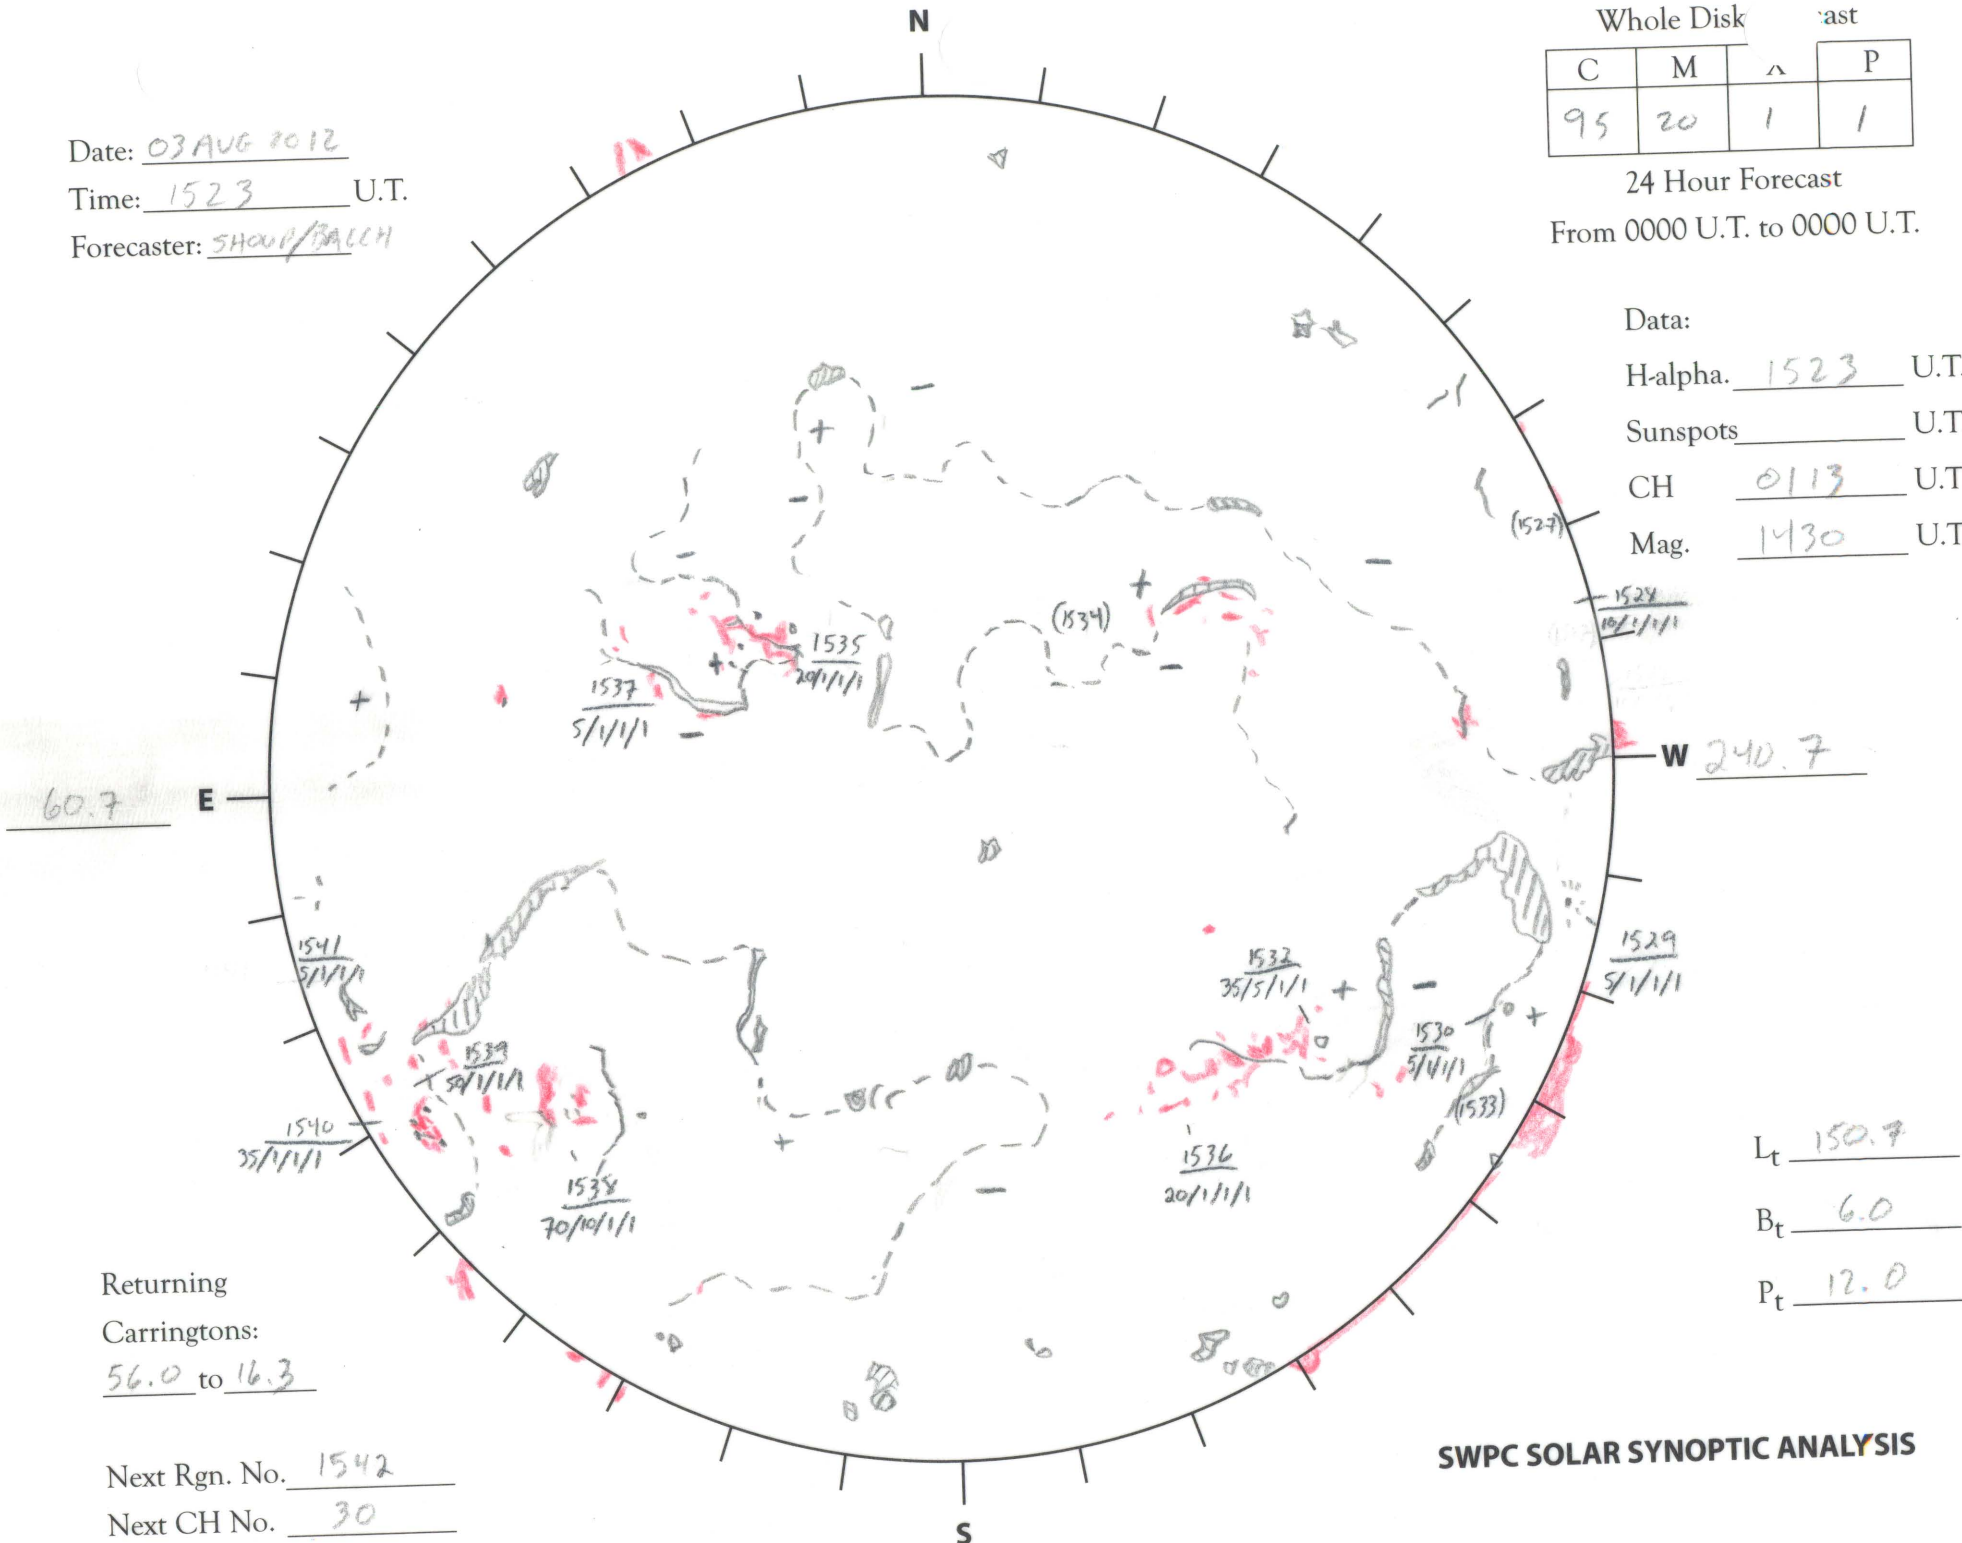 N
Whole Disk ast
C M P
95 20 1 1
24 Hour Forecast
From 0000 U.T. to 0000 U.T.
Date: 03 AUG 2012
Time: 1523 U.T.
Forecaster: SHOUP/BALCH
Data:
H-alpha. 1523 U.T.
Sunspots U.T
CH 0113 U.T
Mag. 1430 U.T
(1527)
1528
10/1/1/1
(1534)
1535
20/1/1/1
1537
5/1/1/1
W 240.7
E
60.7
1541
5/1/1/1
1532
35/5/1/1
1529
5/1/1/1
1530
5/1/1/1
1539
50/1/1/1
(1533)
1540
35/1/1/1
1536
20/1/1/1
1538
70/10/1/1
Lt 150.7
Bt 6.0
Pt 12.0
Returning
Carringtons:
56.0 to 16.3
Next Rgn. No. 1542
Next CH No. 30
SWPC SOLAR SYNOPTIC ANALYSIS
S